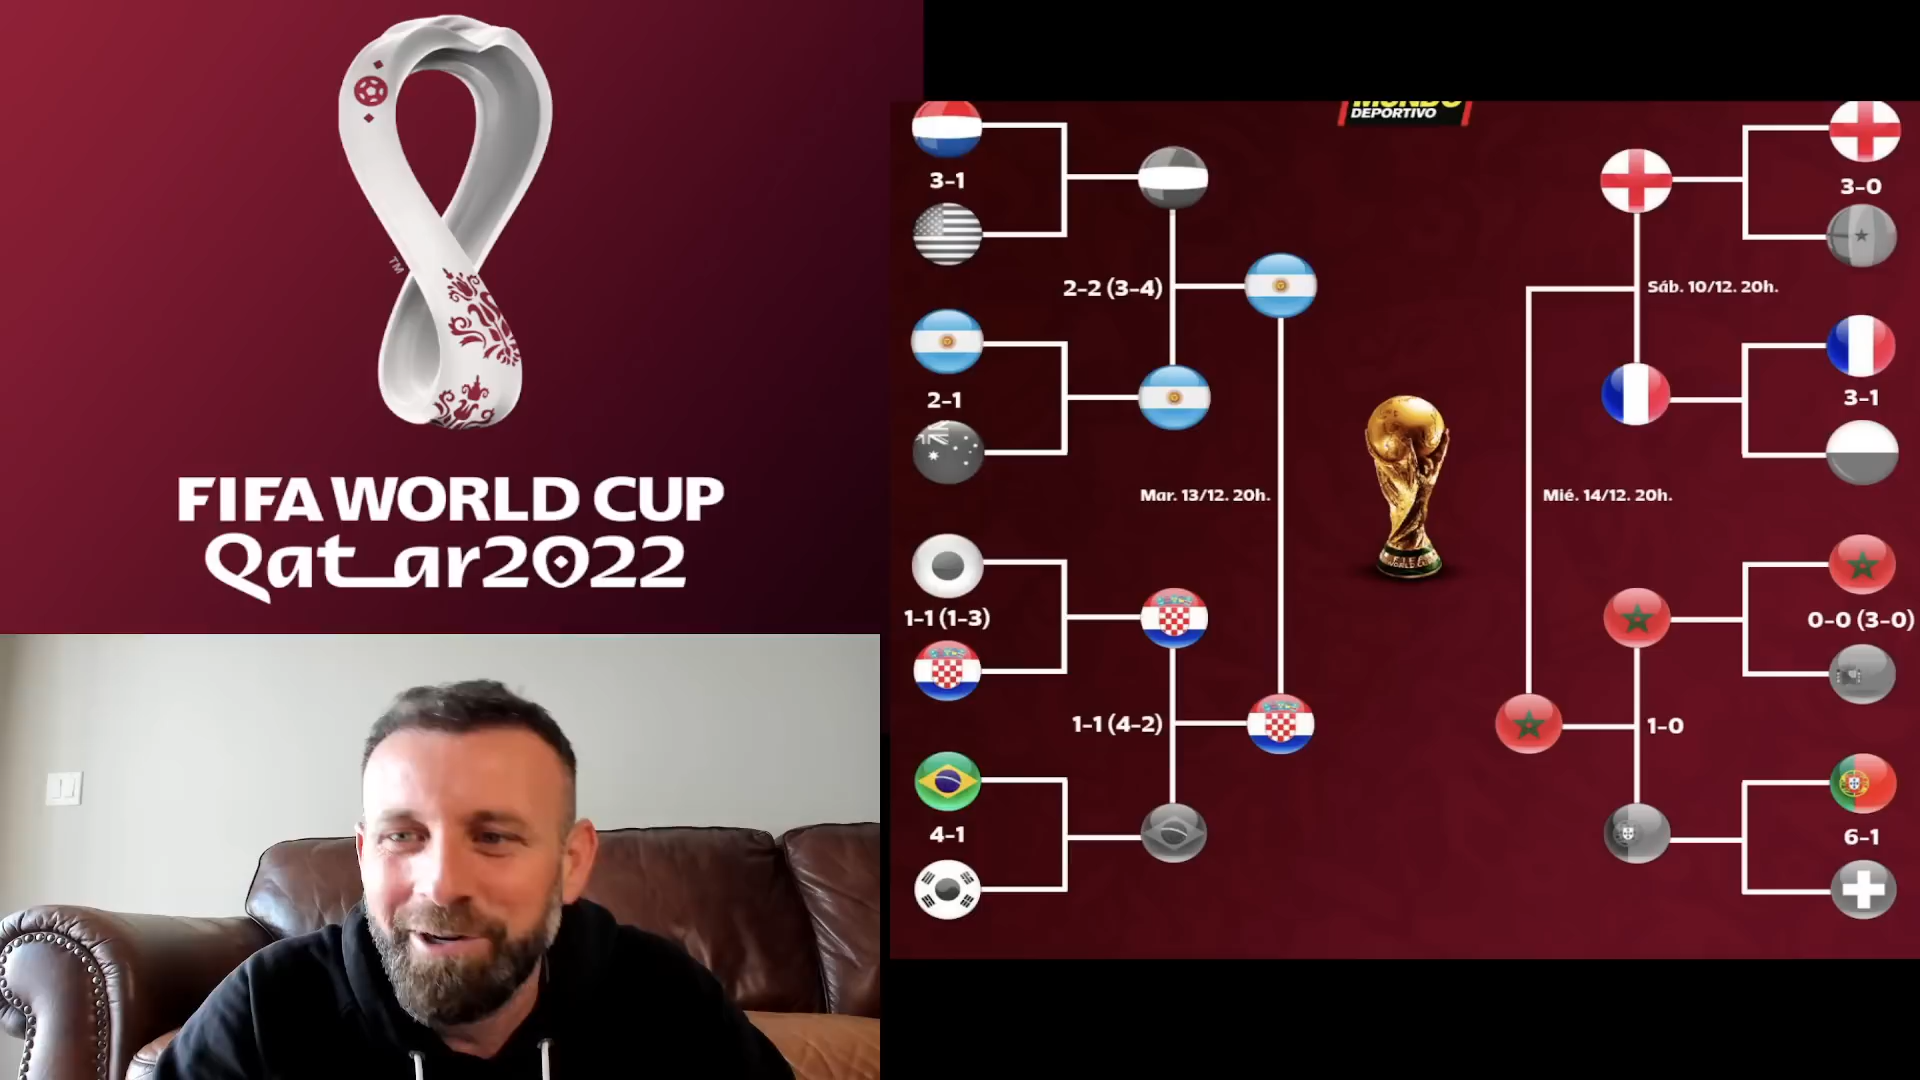 TM
FIFA WORLD CUP
Qatar2022
MUNDO
DEPORTIVO
3-1
2-2 (3-4)
2-1
Mar. 13/12. 20h.
1-1 (1-3)
1-1 (4-2)
4-1
3-0
Sáb. 10/12. 20h.
3-1
Mié. 14/12. 20h.
0-0 (3-0)
1-0
6-1